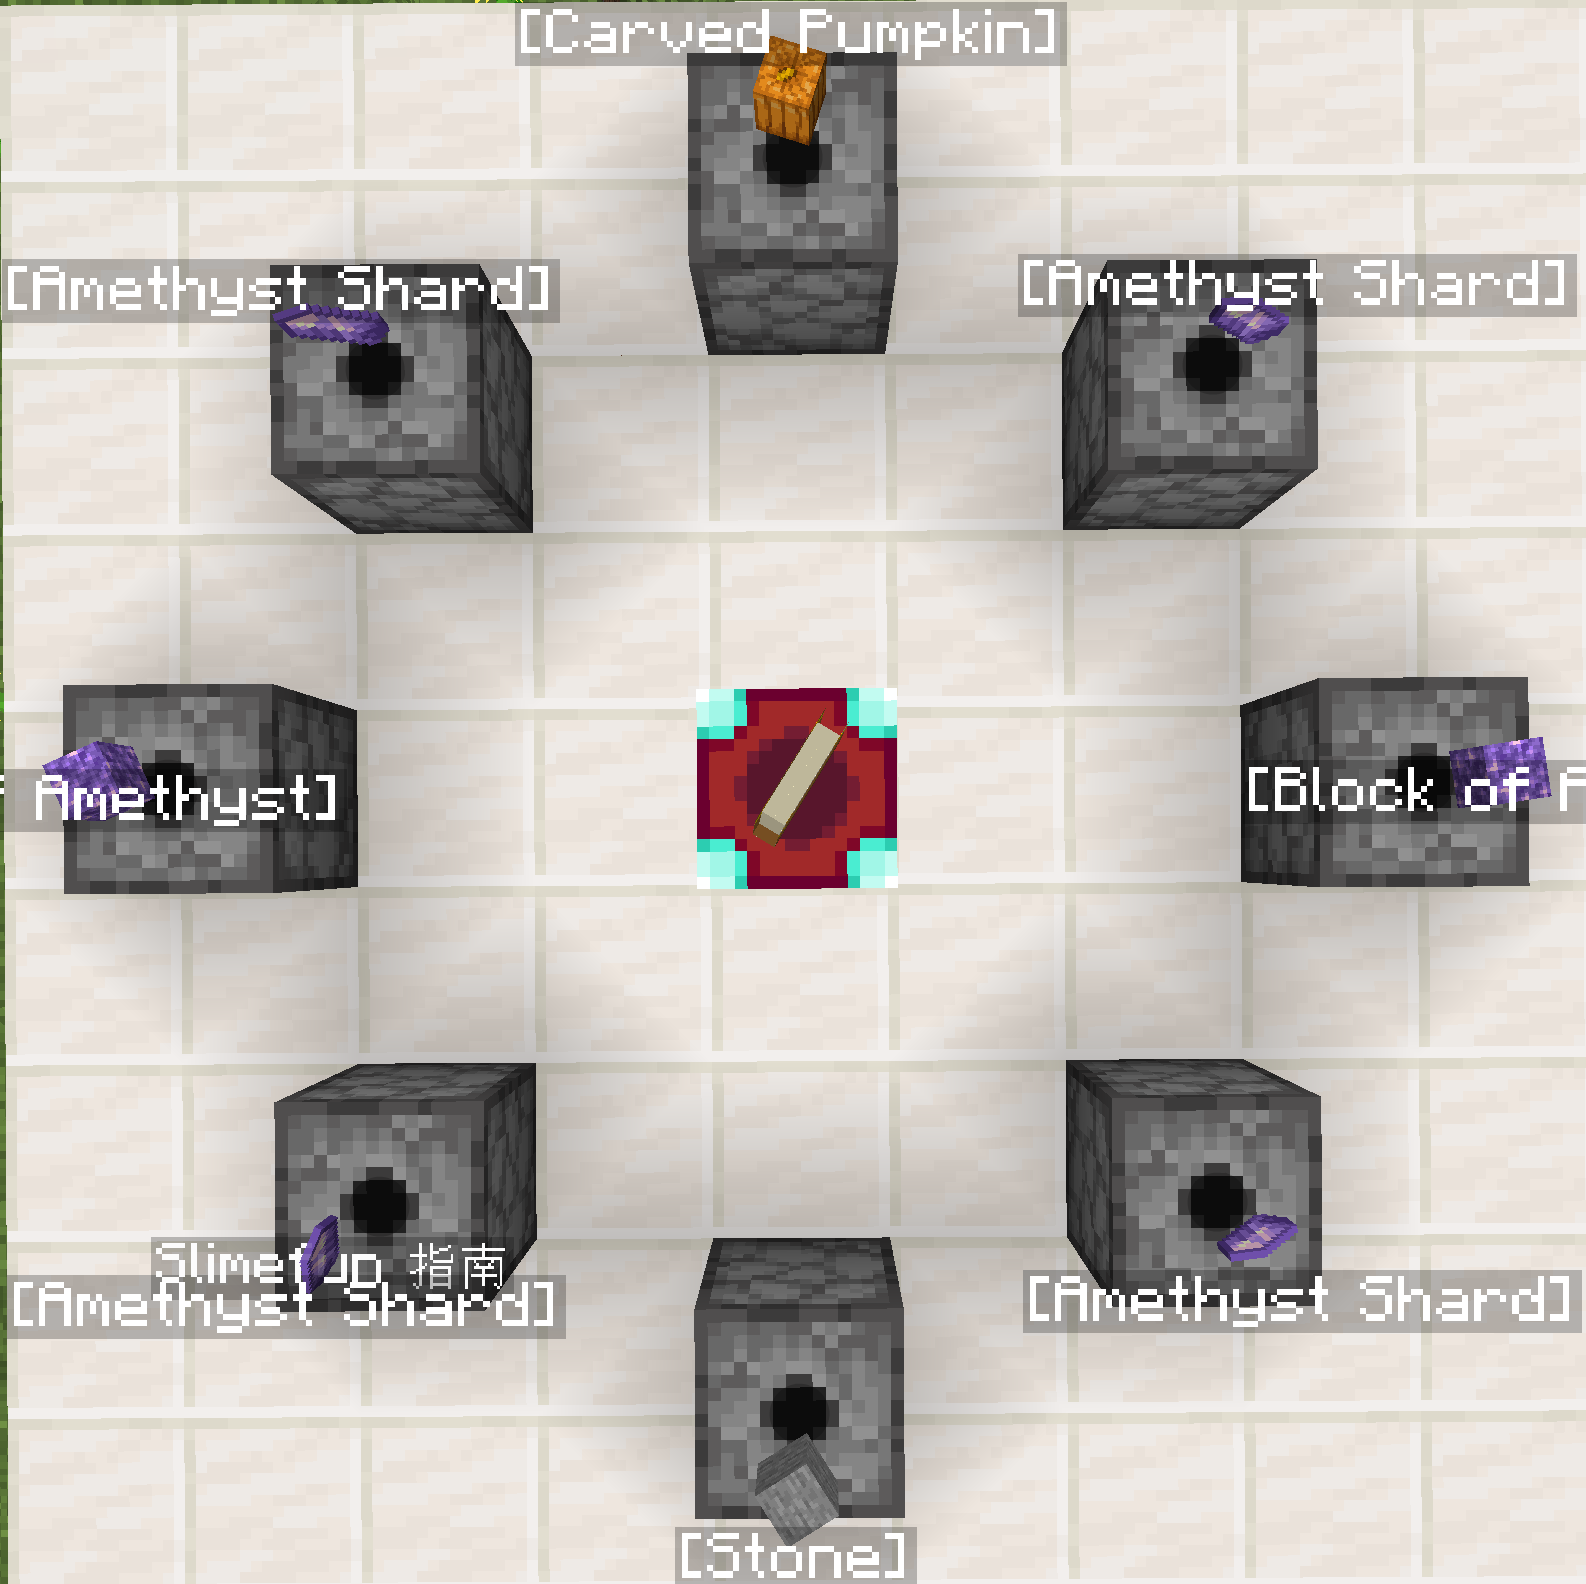 [Carved Pumpkin]
[Amethyst Shard]
[Amethyst Shard]
Amethyst]
[Block of A
Slimefun 指南
[Amethyst Shard]
[Amethyst Shard]
[Stone]